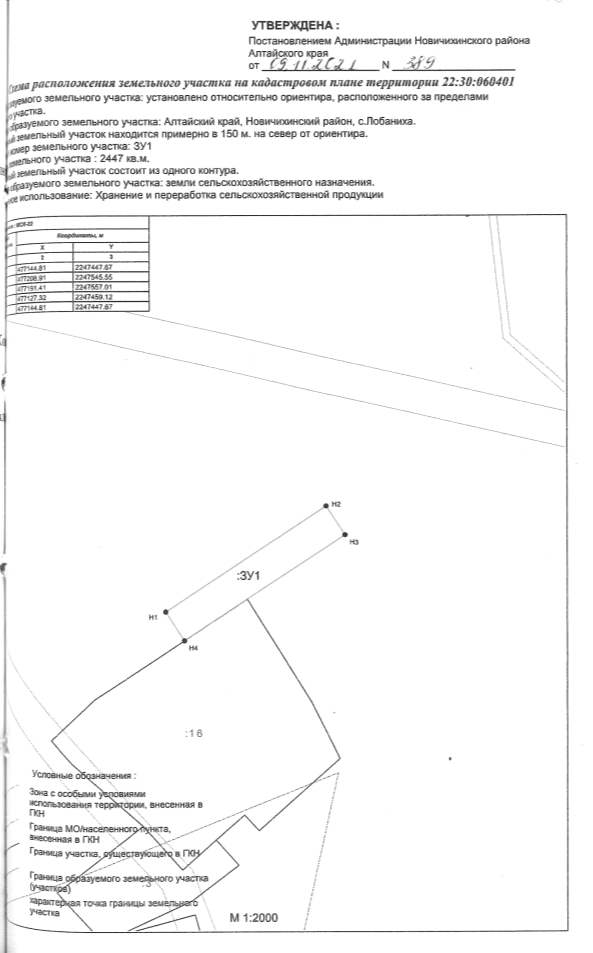 УТВЕРЖДЕНА :
Постановлением Администрации Новичихинского района
Алтайского края
от 09.11.2021 N 389
Схема расположения земельного участка на кадастровом плане территории 22:30:060401
земельного участка: установлено относительно ориентира, расположенного за пределами
участка.
образуемого земельного участка: Алтайский край, Новичихинский район, с.Лобаниха.
земельный участок находится примерно в 150 м. на север от ориентира.
номер земельного участка: ЗУ1
земельного участка : 2447 кв.м.
земельный участок состоит из одного контура.
образуемого земельного участка: земли сельскохозяйственного назначения.
использование: Хранение и переработка сельскохозяйственной продукции
МСК-22
Координаты, м
X Y
2 3
477144.81 2247447.67
477208.91 2247545.55
477191.41 2247557.01
477127.32 2247459.12
477144.81 2247447.67
Н2
Н3
:ЗУ1
Н1
Н4
:16
Условные обозначения :
Зона с особыми условиями
использования территории, внесенная в
ГКН
Граница МО/населенного пункта,
внесенная в ГКН
Граница участка, существующего в ГКН
Граница образуемого земельного участка
(участков)
:3
характерная точка границы земельного
участка
М 1:2000